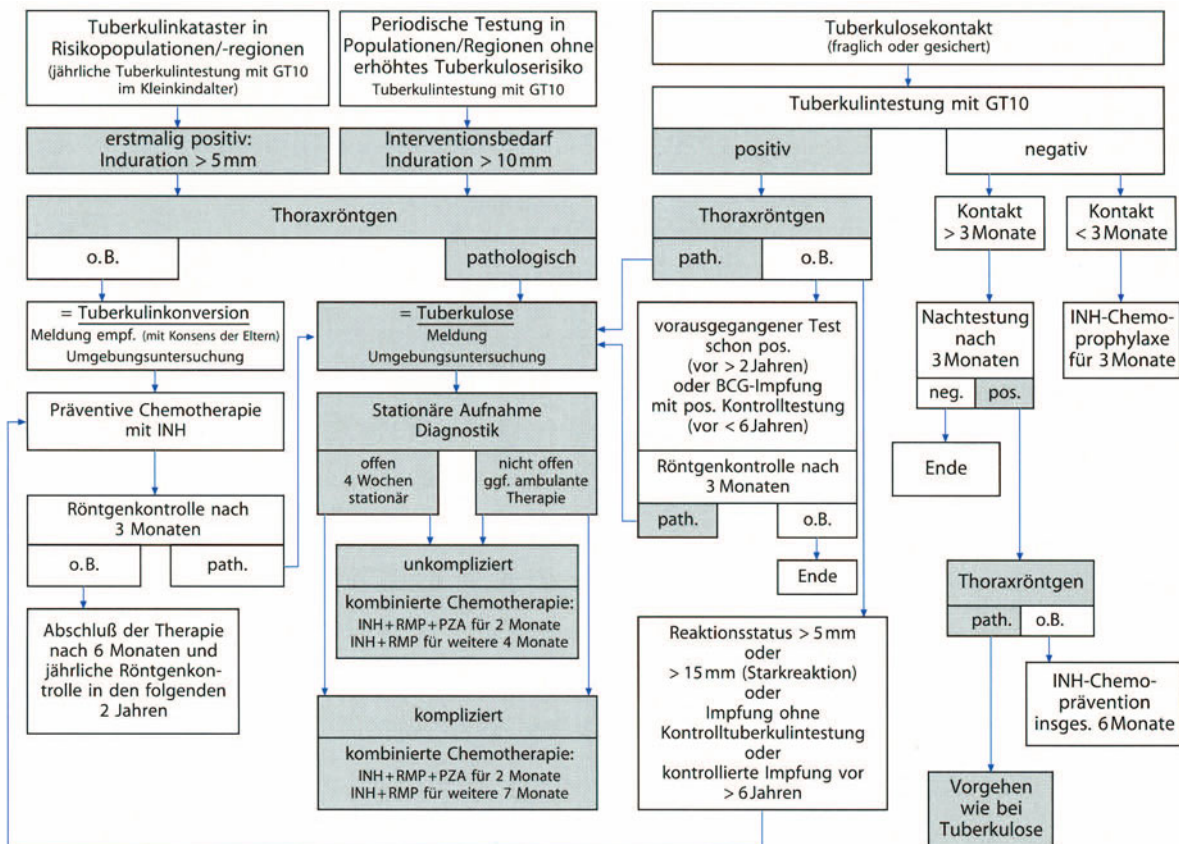 Tuberkulinkataster in
Risikopopulationen/-regionen
(jährliche Tuberkulintestung mit GT10
im Kleinkindalter)
Periodische Testung in
Populationen/Regionen ohne
erhöhtes Tuberkuloserisiko
Tuberkulintestung mit GT10
Tuberkulosekontakt
(fraglich oder gesichert)
Tuberkulintestung mit GT10
erstmalig positiv:
Induration > 5 mm
Interventionsbedarf
Induration > 10 mm
positiv
negativ
Thoraxröntgen
o.B.
pathologisch
Thoraxröntgen
path.
o.B.
Kontakt
> 3 Monate
Kontakt
< 3 Monate
= Tuberkulinkonversion
Meldung empf. (mit Konsens der Eltern)
Umgebungsuntersuchung
= Tuberkulose
Meldung
Umgebungsuntersuchung
vorausgegangener Test
schon pos.
(vor > 2 Jahren)
oder BCG-Impfung
mit pos. Kontrolltestung
(vor < 6 Jahren)
Nachtestung
nach
3 Monaten
neg.
pos.
INH-Chemo-
prophylaxe
für 3 Monate
Präventive Chemotherapie
mit INH
Stationäre Aufnahme
Diagnostik
offen
4 Wochen
stationär
nicht offen
ggf. ambulante
Therapie
Röntgenkontrolle nach
3 Monaten
path.
o.B.
Ende
Ende
Röntgenkontrolle nach
3 Monaten
o.B.
path.
unkompliziert
kombinierte Chemotherapie:
INH+RMP+PZA für 2 Monate
INH+RMP für weitere 4 Monate
Thoraxröntgen
path.
o.B.
Abschluß der Therapie
nach 6 Monaten und
jährliche Röntgenkon-
trolle in den folgenden
2 Jahren
Reaktionsstatus > 5 mm
oder
> 15 mm (Starkreaktion)
oder
Impfung ohne
Kontrolltuberkulintestung
oder
kontrollierte Impfung vor
> 6 Jahren
INH-Chemo-
prävention
insges. 6 Monate
kompliziert
kombinierte Chemotherapie:
INH+RMP+PZA für 2 Monate
INH+RMP für weitere 7 Monate
Vorgehen
wie bei
Tuberkulose